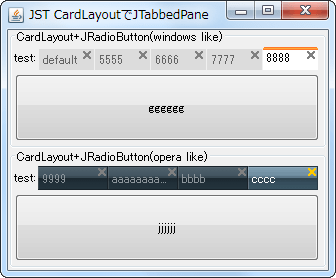 JST CardLayoutでJTabbedPane
CardLayout+JRadioButton(windows like)
test: default 5555 6666 7777 8888
gggggg
CardLayout+JRadioButton(opera like)
test: 9999 aaaaaaaa... bbbb cccc
jjjjjj